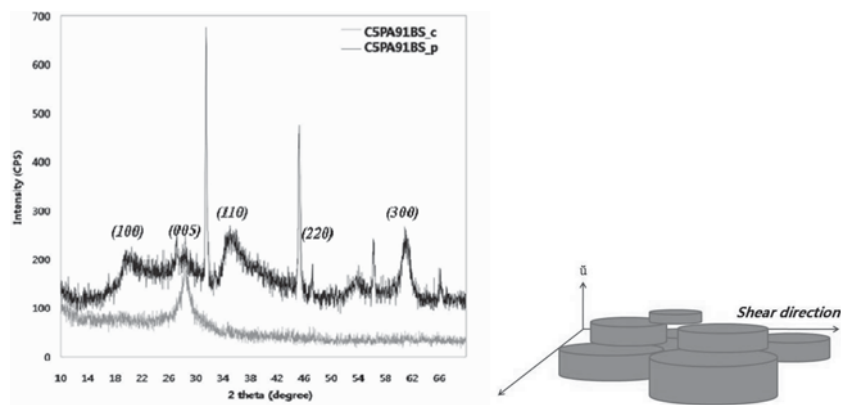 700
600
500
400
300
200
100
0
Intensity (CPS)
C5PA91BS_c
C5PA91BS_p
(100)
(005)
(110)
(220)
(300)
10 14 18 22 26 30 34 38 42 46 50 54 58 62 66
2 theta (degree)
ŭ
Shear direction